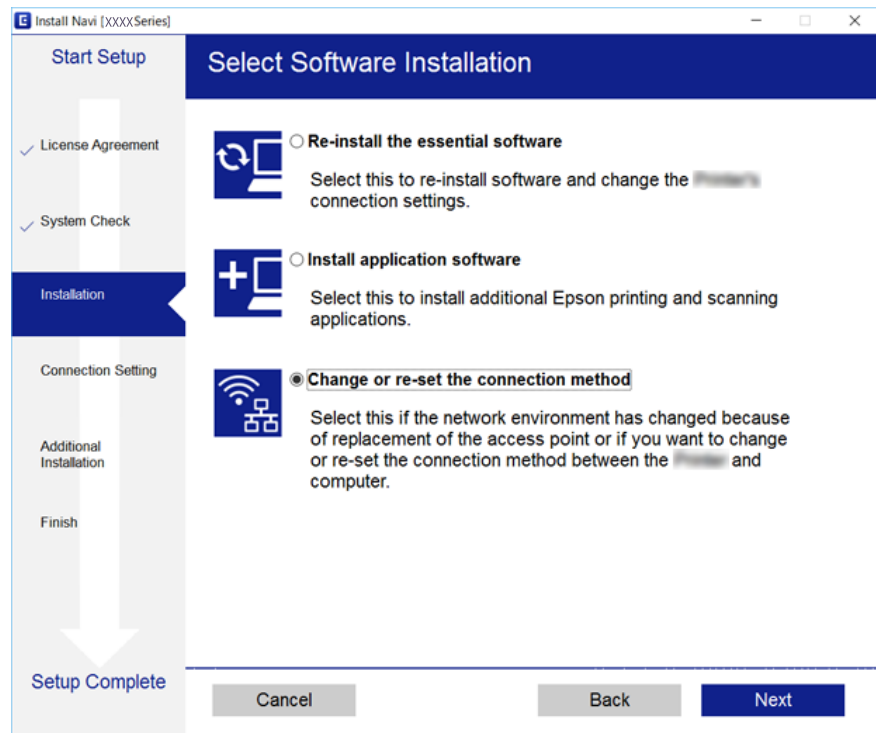 Install Navi [XXXXSeries]
Start Setup
License Agreement
System Check
Installation
Connection Setting
Additional
Installation
Finish
Setup Complete
Select Software Installation
Re-install the essential software
Select this to re-install software and change the
connection settings.
Install application software
Select this to install additional Epson printing and scanning
applications.
Change or re-set the connection method
Select this if the network environment has changed because
of replacement of the access point or if you want to change
or re-set the connection method between the and
computer.
Cancel
Back
Next